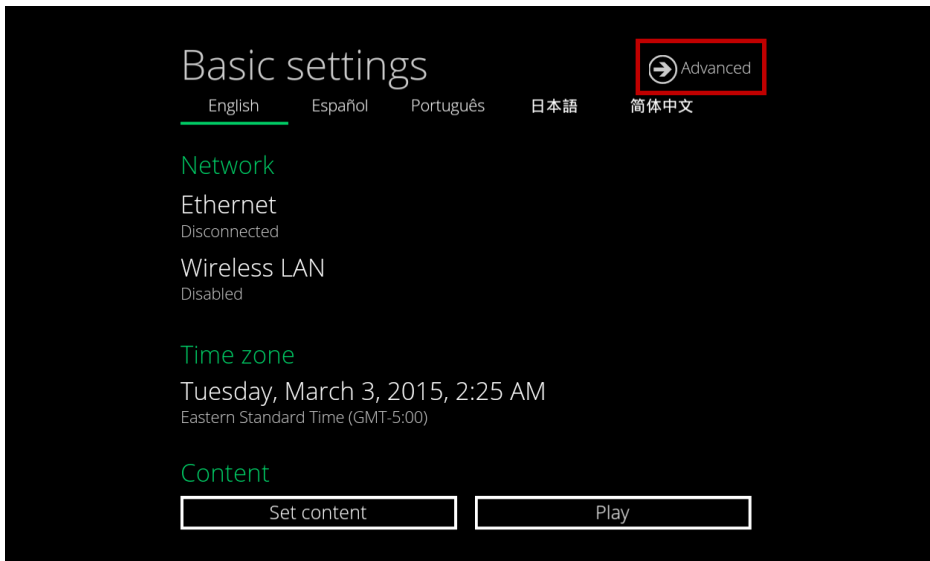 Basic settings
Advanced
English Español Português 日本語 简体中文
Network
Ethernet
Disconnected
Wireless LAN
Disabled
Time zone
Tuesday, March 3, 2015, 2:25 AM
Eastern Standard Time (GMT-5:00)
Content
Set content Play